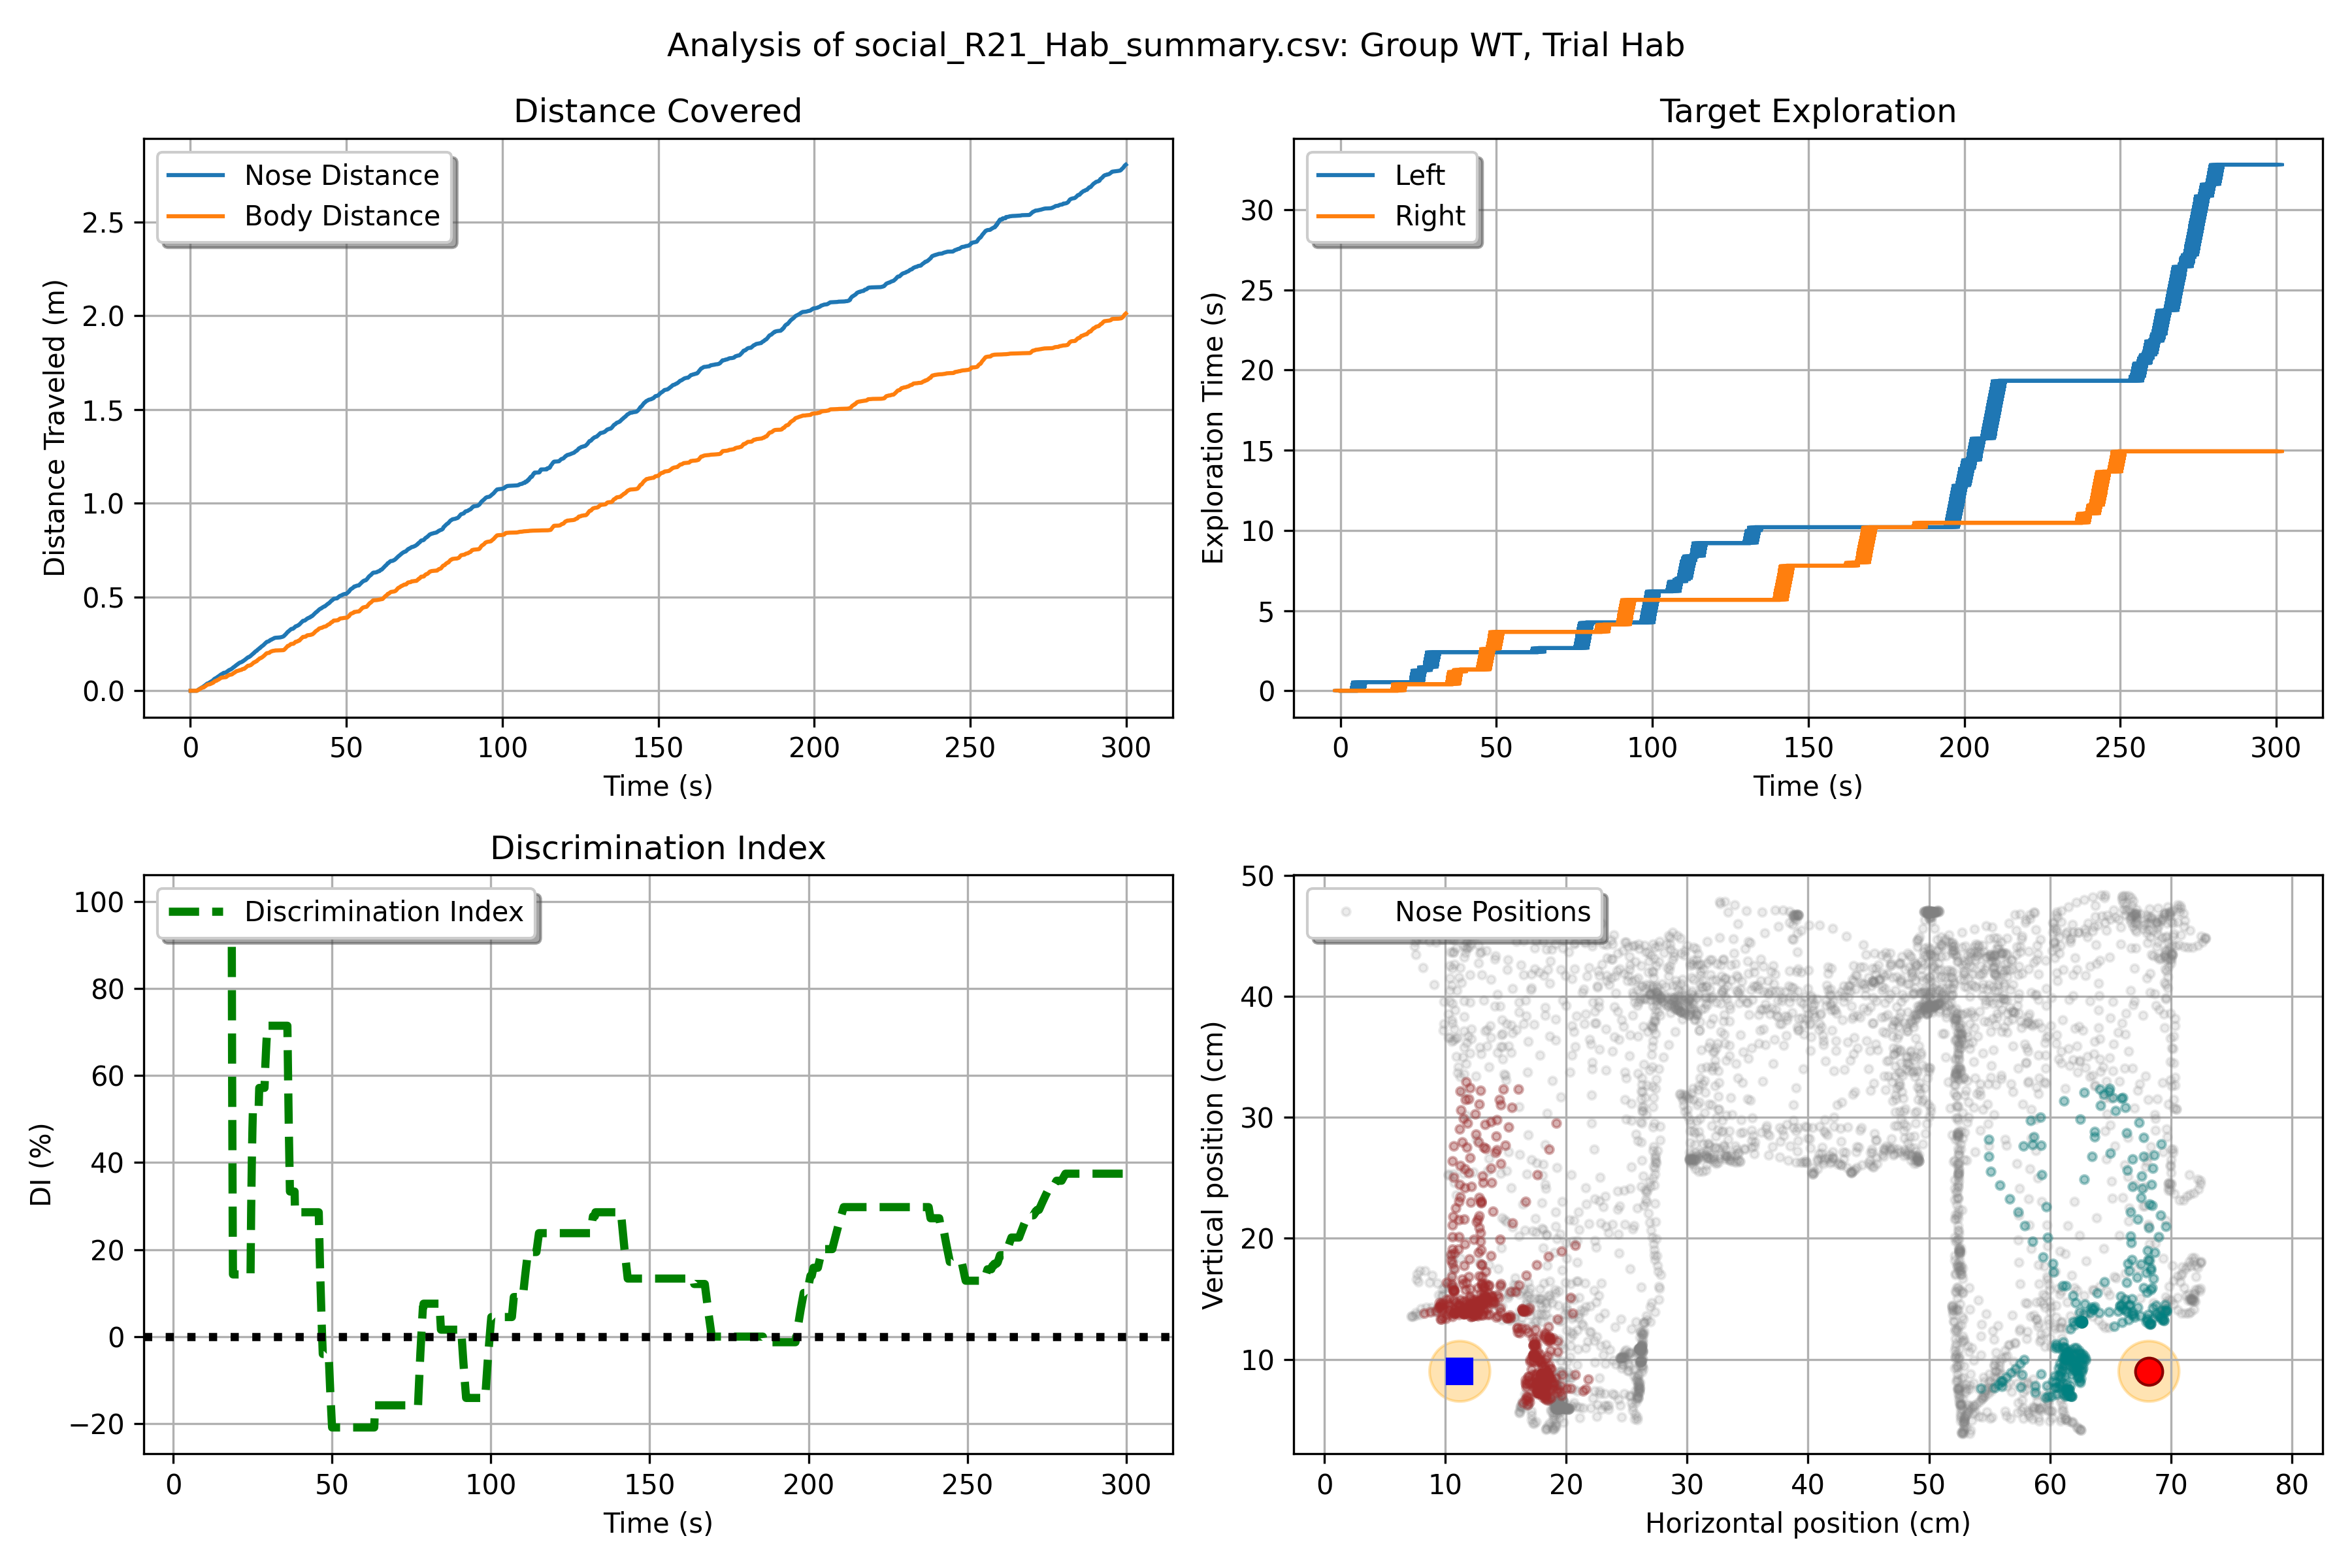 Analysis of social_R21_Hab_summary.csv: Group WT, Trial Hab
Distance Covered
Nose Distance
Body Distance
Distance Traveled (m)
2.5
2.0
1.5
1.0
0.5
0.0
0 50 100 150 200 250 300
Time (s)
Target Exploration
Left
Right
Exploration Time (s)
30
25
20
15
10
5
0
0 50 100 150 200 250 300
Time (s)
Discrimination Index
Discrimination Index
DI (%)
100
80
60
40
20
0
−20
0 50 100 150 200 250 300
Time (s)
Nose Positions
Vertical position (cm)
50
40
30
20
10
0 10 20 30 40 50 60 70 80
Horizontal position (cm)